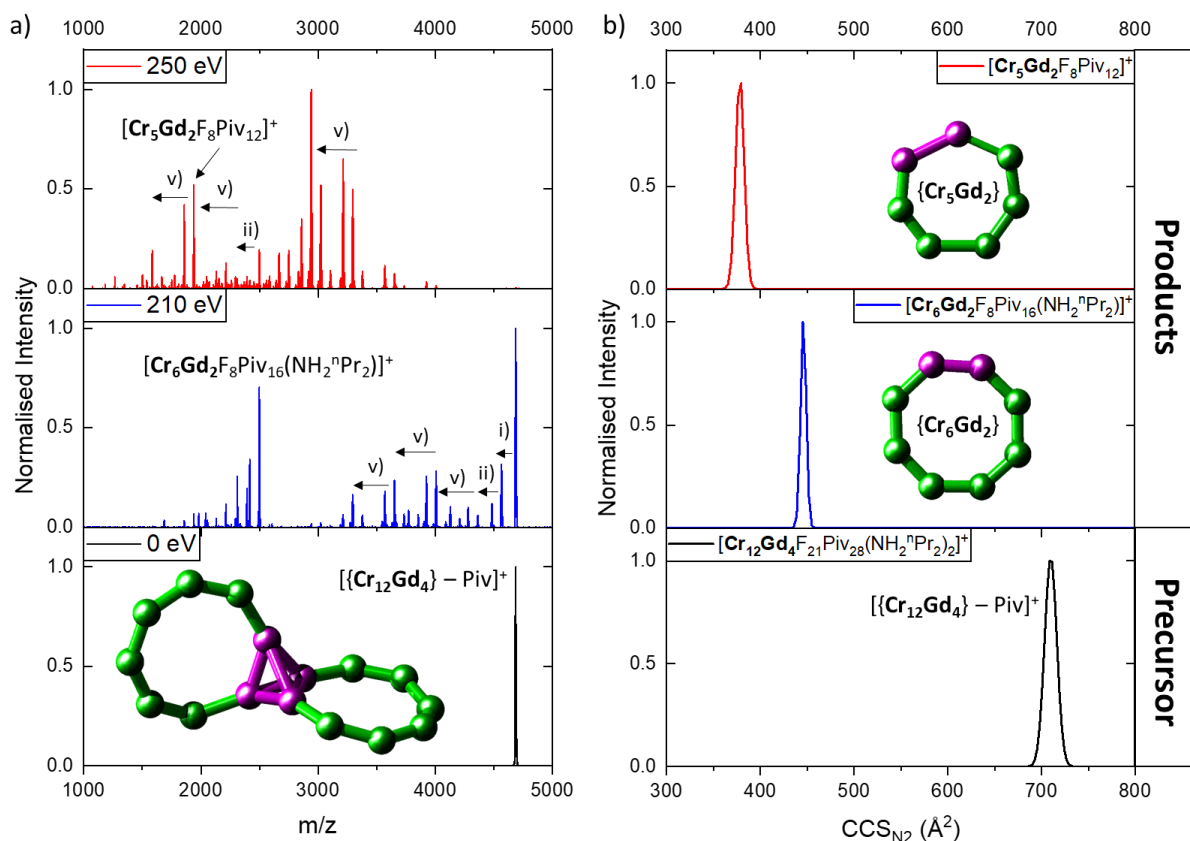 a)
1000 2000 3000 4000 5000
250 eV
1.0
0.5
0.0
[Cr₅Gd₂F₈Piv₁₂]⁺
v)
v)
ii)
v)
210 eV
1.0
0.5
0.0
[Cr₆Gd₂F₈Piv₁₆(NH₂ⁿPr₂)]⁺
v)
v)
v)
ii)
i)
0 eV
1.0
0.5
0.0
[{Cr₁₂Gd₄} – Piv]⁺
Normalised Intensity
1000 2000 3000 4000 5000
m/z
b)
300 400 500 600 700 800
[Cr₅Gd₂F₈Piv₁₂]⁺
{Cr₅Gd₂}
[Cr₆Gd₂F₈Piv₁₆(NH₂ⁿPr₂)]⁺
{Cr₆Gd₂}
[Cr₁₂Gd₄F₂₁Piv₂₈(NH₂ⁿPr₂)₂]⁺
[{Cr₁₂Gd₄} – Piv]⁺
1.0
0.5
0.0
1.0
0.5
0.0
1.0
0.5
0.0
Normalised Intensity
300 400 500 600 700 800
CCS_N2 (Å²)
Products
Precursor